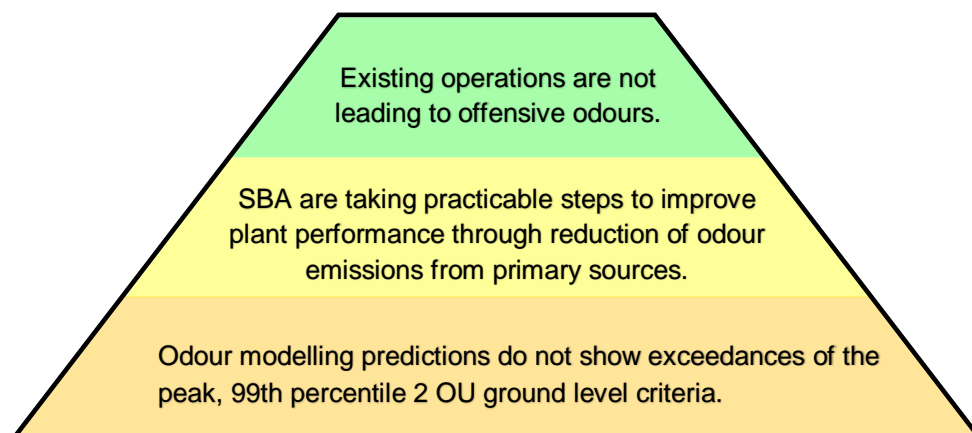 Existing operations are not
leading to offensive odours.
SBA are taking practicable steps to improve
plant performance through reduction of odour
emissions from primary sources.
Odour modelling predictions do not show exceedances of the
peak, 99th percentile 2 OU ground level criteria.